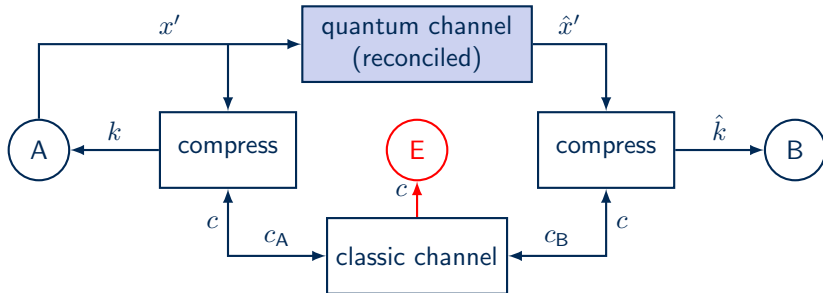 x′
quantum channel
(reconciled)
x̂′
A
k
compress
E
compress
k̂
B
c
c
c_A
classic channel
c_B
c